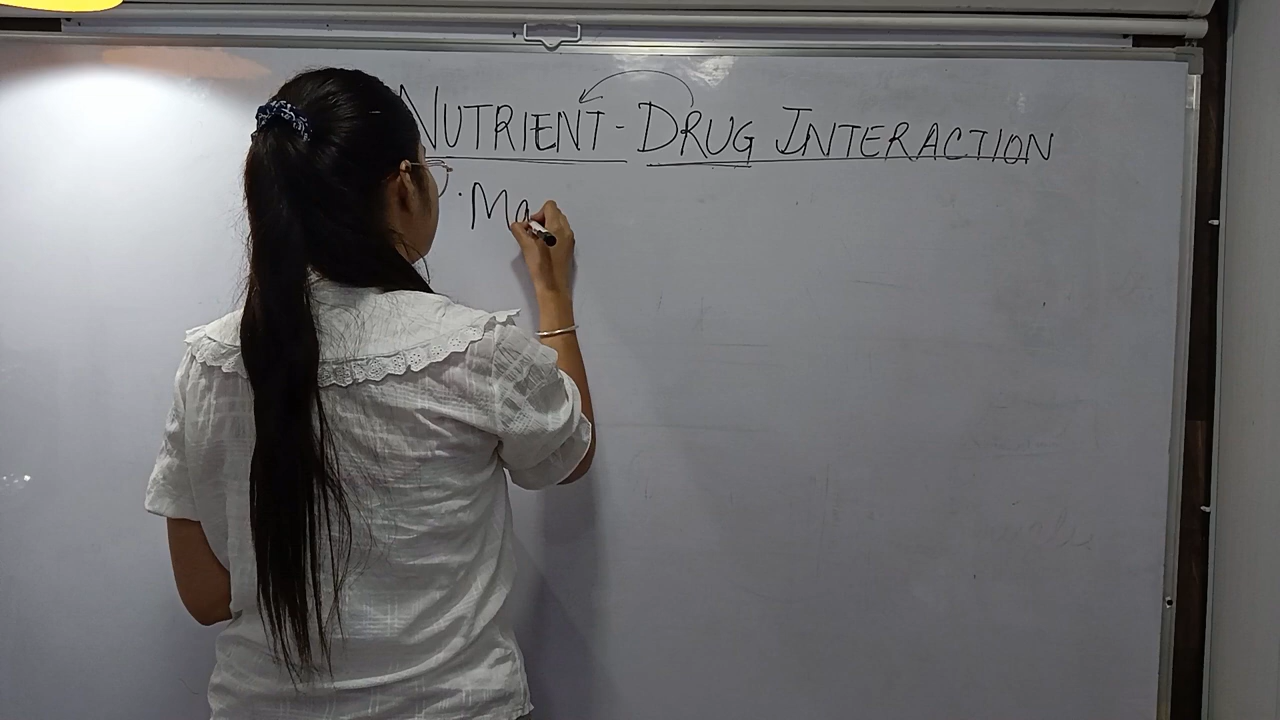 NUTRIENT - DRUG INTERACTION
· Ma